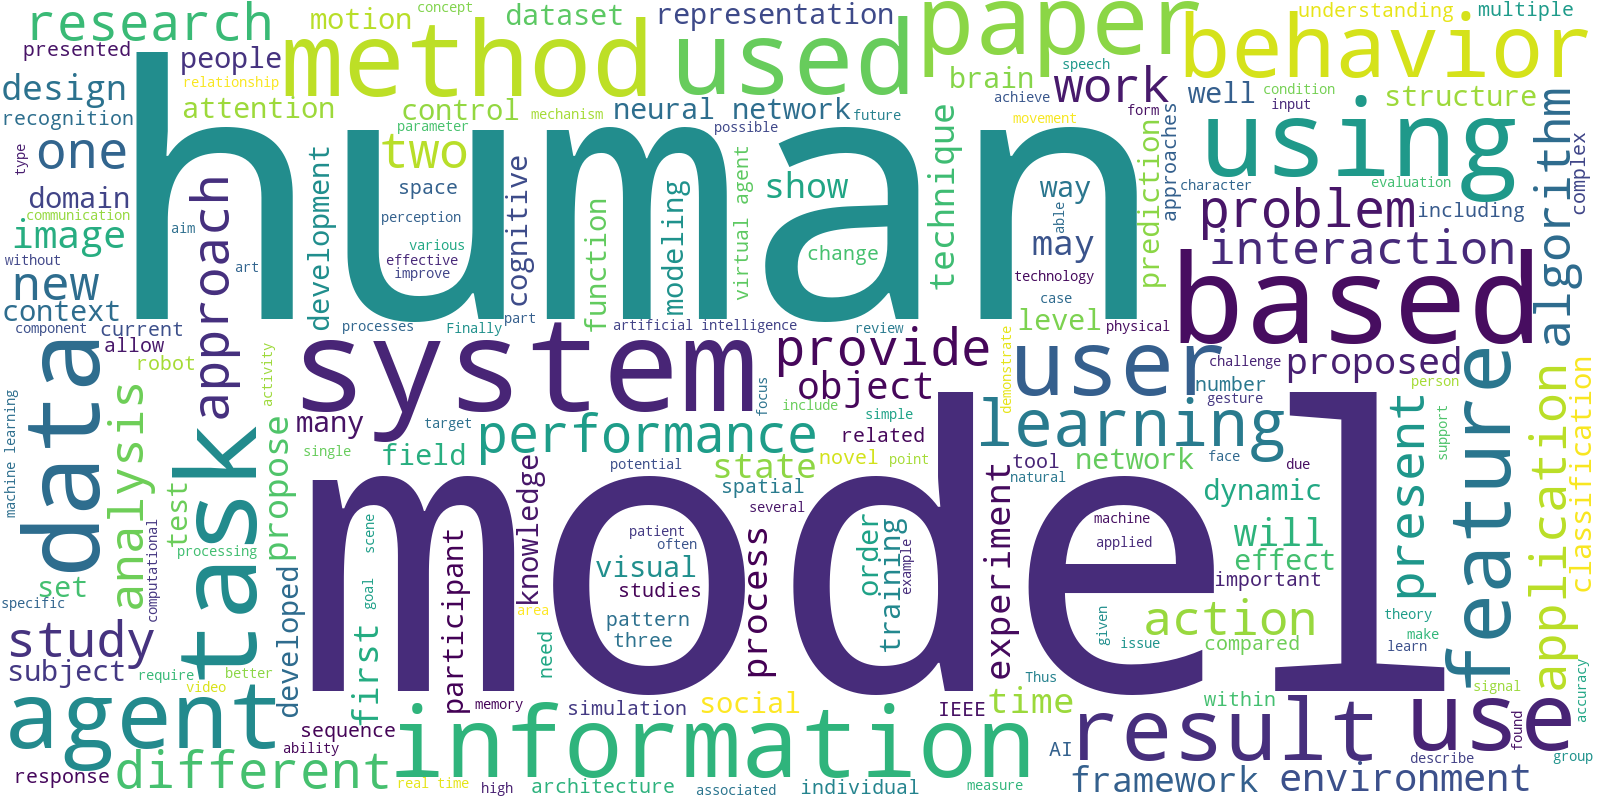 research
motion
concept
dataset
representation
paper
understanding
multiple
presented
people
method
used
behavior
relationship
speech
brain
work
design
attention
control
mechanism
neural network
achieve
well
condition
structure
recognition
parameter
possible
future
movement
form
input
using
algorithm
type
one
human
two
technique
prediction
approaches
complex
domain
approach
development
space
cognitive
function
modeling
virtual agent
show
way
able
character
evaluation
communication
image
aim
perception
various
effective
improve
change
may
problem
including
interaction
without
art
technology
new
case
based
context
part
level
physical
component
current
processes
Finally
artificial intelligence
review
allow
robot
activity
system
provide
demonstrate
user
challenge
proposed
data
object
focus
number
gesture
person
feature
machine learning
analysis
task
many
target
include
simple
learning
support
application
classification
performance
related
single
field
state
novel
point
tool
network
face
due
present
potential
natural
test
propose
knowledge
spatial
several
experiment
dynamic
model
scene
participant
patient
often
process
order
training
example
machine
applied
will
effect
processing
computational
visual
studies
important
set
goal
specific
developed
area
pattern
three
given
action
theory
study
first
need
issue
compared
make
learn
subject
require
better
video
Thus
signal
accuracy
agent
memory
simulation
social
IEEE
time
within
result
use
found
sequence
ability
information
AI
describe
group
response
different
real time
high
architecture
associated
individual
measure
framework
environment